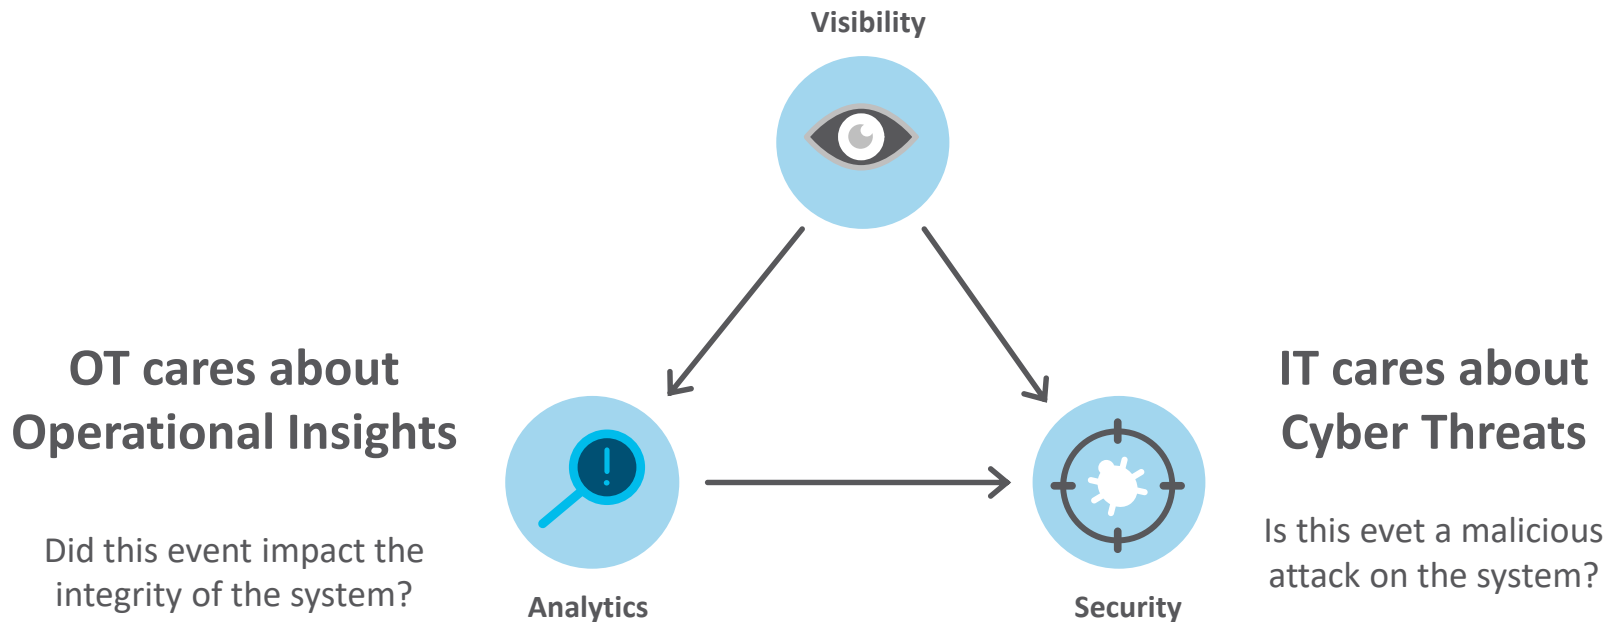 Visibility
OT cares about
Operational Insights
Did this event impact the
integrity of the system?
Analytics
IT cares about
Cyber Threats
Is this evet a malicious
attack on the system?
Security